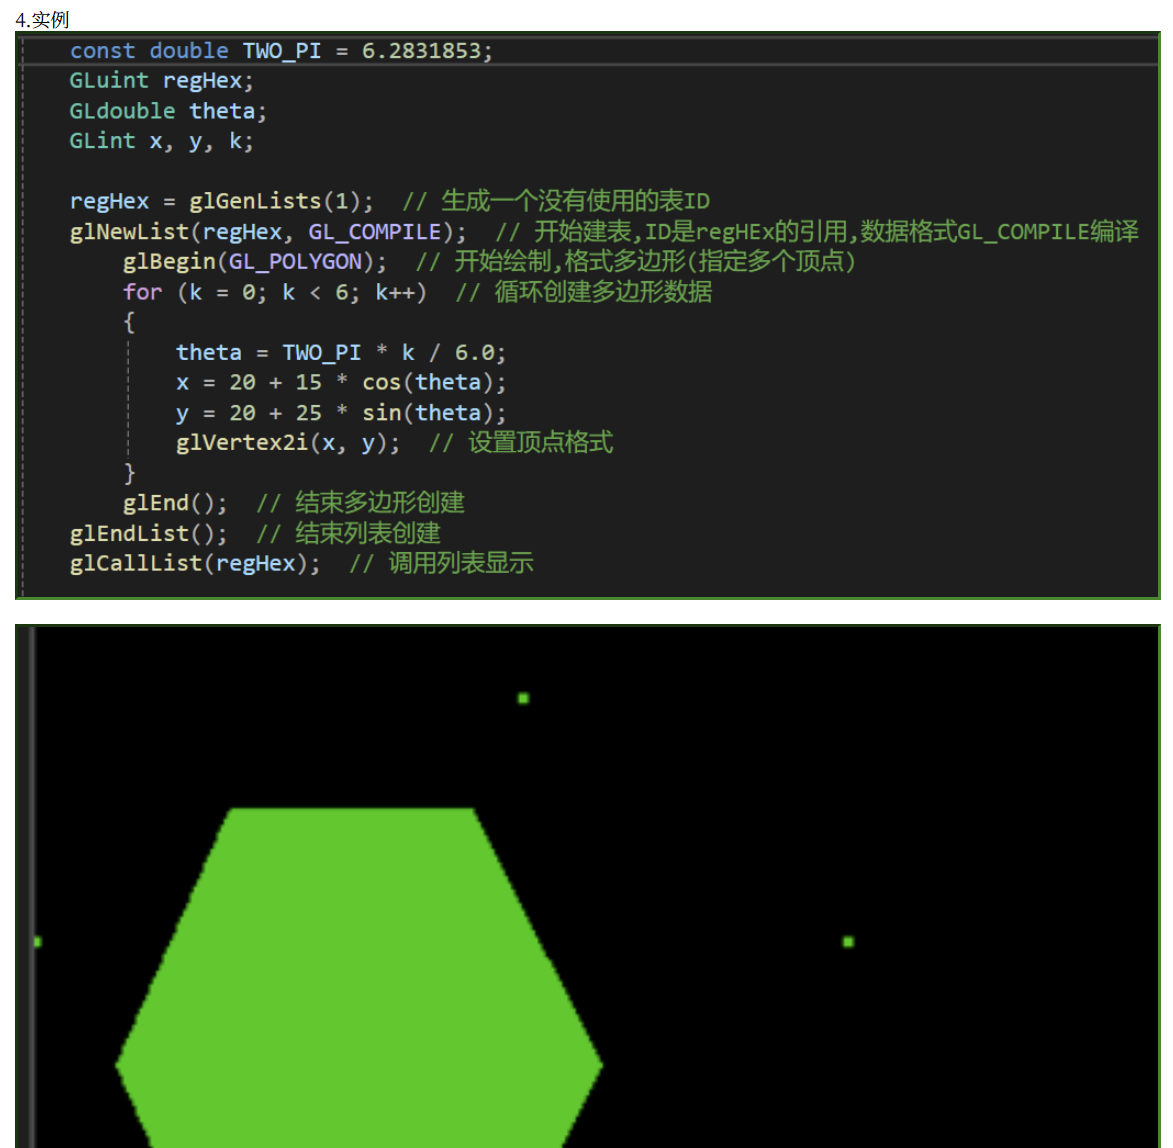 4.实例
const double TWO_PI = 6.2831853;
GLuint regHex;
GLdouble theta;
GLint x, y, k;
regHex = glGenLists(1);  // 生成一个没有使用的表ID
glNewList(regHex, GL_COMPILE);  // 开始建表,ID是regHEx的引用,数据格式GL_COMPILE编译
glBegin(GL_POLYGON);  // 开始绘制,格式多边形(指定多个顶点)
for (k = 0; k < 6; k++)  // 循环创建多边形数据
{
theta = TWO_PI * k / 6.0;
x = 20 + 15 * cos(theta);
y = 20 + 25 * sin(theta);
glVertex2i(x, y);  // 设置顶点格式
}
glEnd();  // 结束多边形创建
glEndList();  // 结束列表创建
glCallList(regHex);  // 调用列表显示